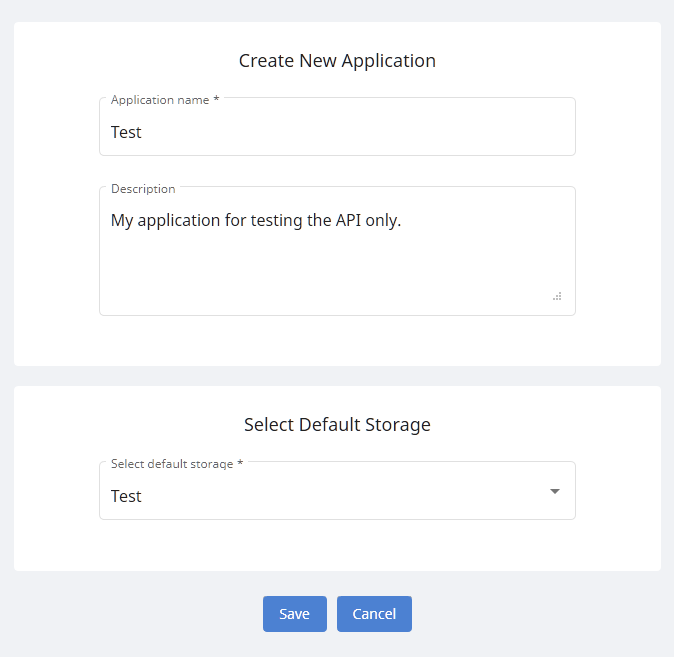 Create New Application
Application name *
Test
Description
My application for testing the API only.
Select Default Storage
Select default storage *
Test
Save
Cancel